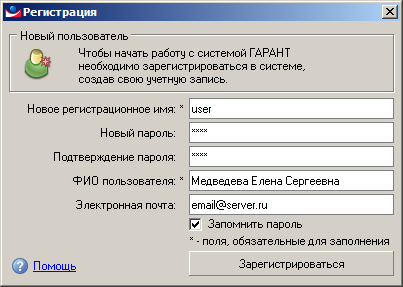 Регистрация
Новый пользователь
Чтобы начать работу с системой ГАРАНТ
необходимо зарегистрироваться в системе,
создав свою учетную запись.
Новое регистрационное имя: * user
Новый пароль: ****
Подтверждение пароля: ****
ФИО пользователя: * Медведева Елена Сергеевна
Электронная почта: email@server.ru
Запомнить пароль
* - поля, обязательные для заполнения
? Помощь Зарегистрироваться